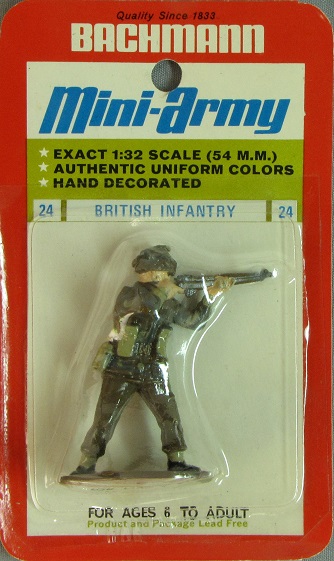 Quality Since 1833
BACHMANN
Mini-Army
★ EXACT 1:32 SCALE (54 M.M.)
★ AUTHENTIC UNIFORM COLORS
★ HAND DECORATED
24 BRITISH INFANTRY 24
FOR AGES 6 TO ADULT
Product and Package Lead Free